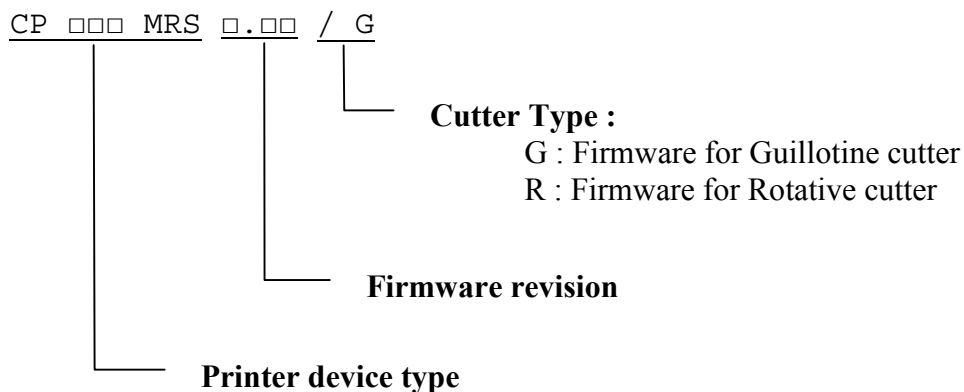 CP □□□ MRS □.□□ / G
Cutter Type :
G : Firmware for Guillotine cutter
R : Firmware for Rotative cutter
Firmware revision
Printer device type